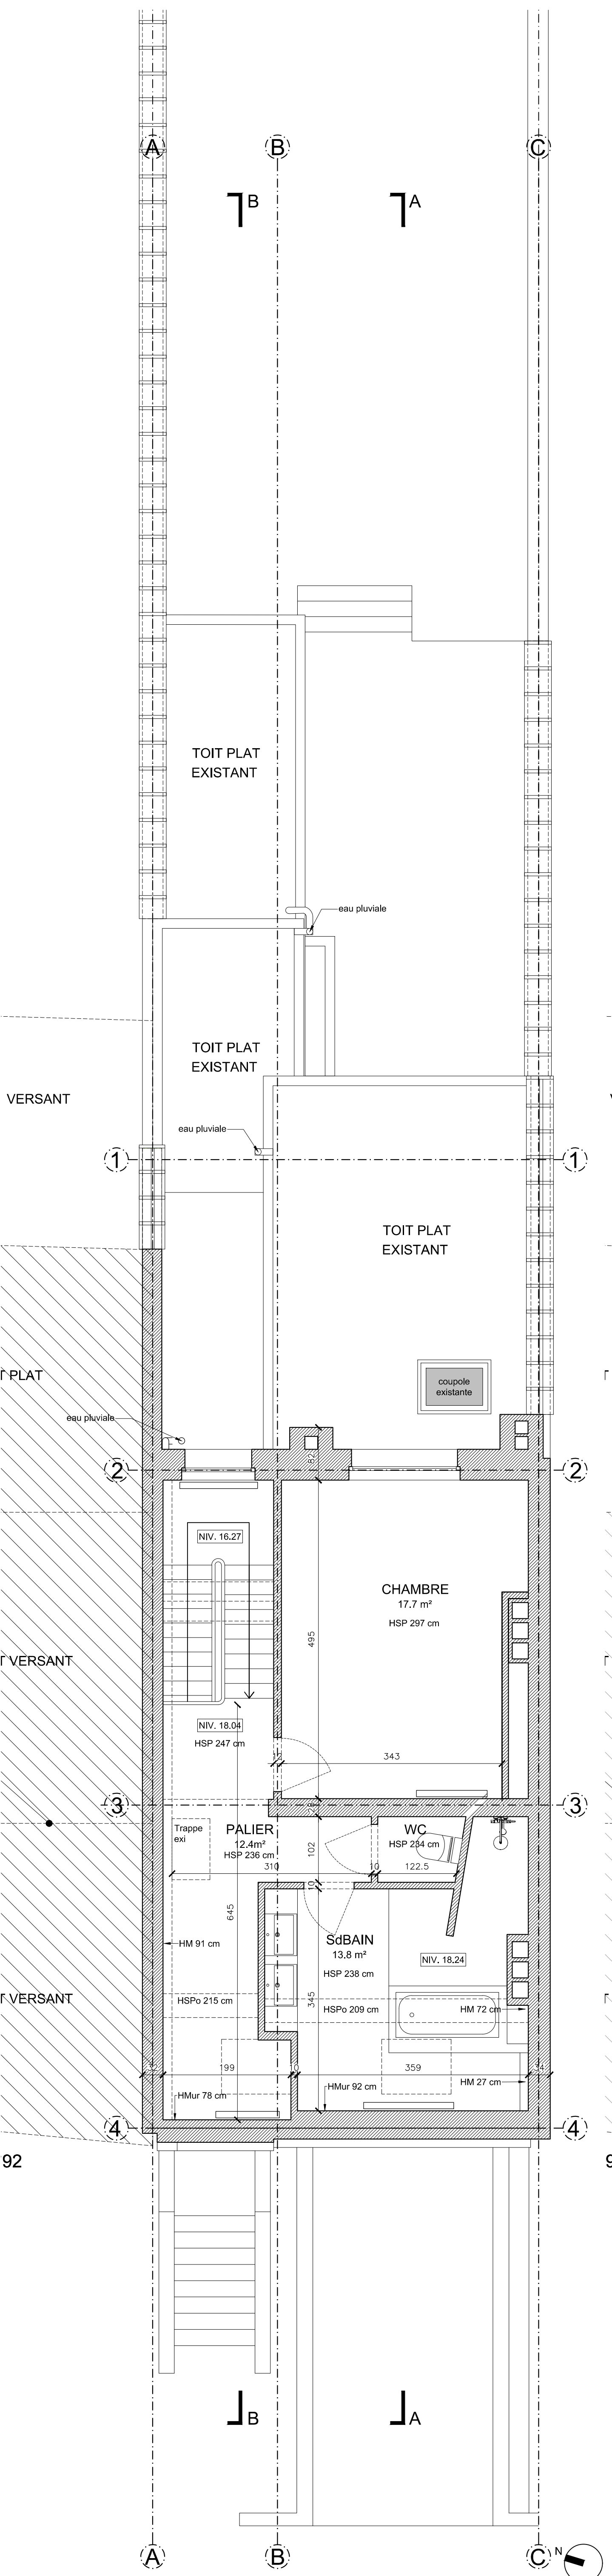 A
B
C
B
A
TOIT PLAT
EXISTANT
eau pluviale
TOIT PLAT
EXISTANT
VERSANT
eau pluviale
1
1
TOIT PLAT
EXISTANT
T PLAT
coupole
existante
eau pluviale
2
2
82
NIV. 16.27
CHAMBRE
17.7 m²
HSP 297 cm
495
T VERSANT
NIV. 18.04
HSP 247 cm
343
3
3
28
Trappe
exi
PALIER
12.4m²
HSP 236 cm
WC
HSP 234 cm
102
310
10
122.5
10
645
SdBAIN
13,8 m²
HM 91 cm
HSP 238 cm
NIV. 18.24
T VERSANT
HSPo 215 cm
345
HSPo 209 cm
HM 72 cm
199
359
34
HMur 78 cm
HMur 92 cm
HM 27 cm
4
4
92
9
B
A
A
B
C
N